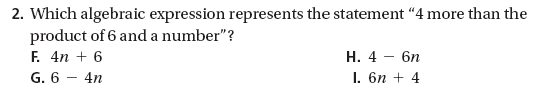 2. Which algebraic expression represents the statement “4 more than the
product of 6 and a number”?
F. 4n + 6
H. 4 − 6n
G. 6 − 4n
I. 6n + 4